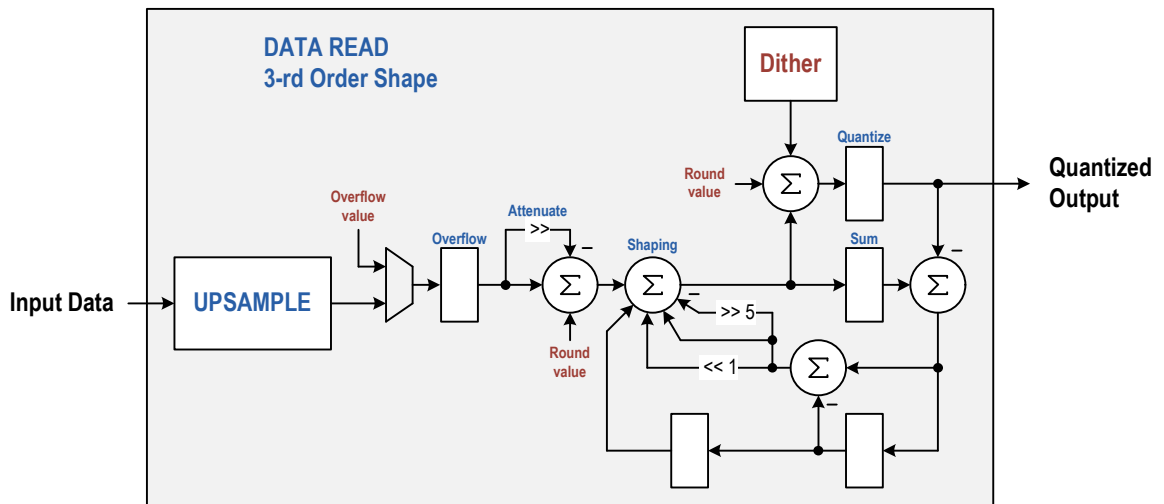 DATA READ
3-rd Order Shape
Dither
Quantize
Quantized
Output
Round
value
Σ
Overflow
value
Attenuate
>>
–
Overflow
Shaping
Sum
–
Input Data
UPSAMPLE
Σ
Σ
–
Σ
>> 5
Round
value
<< 1
Σ
–